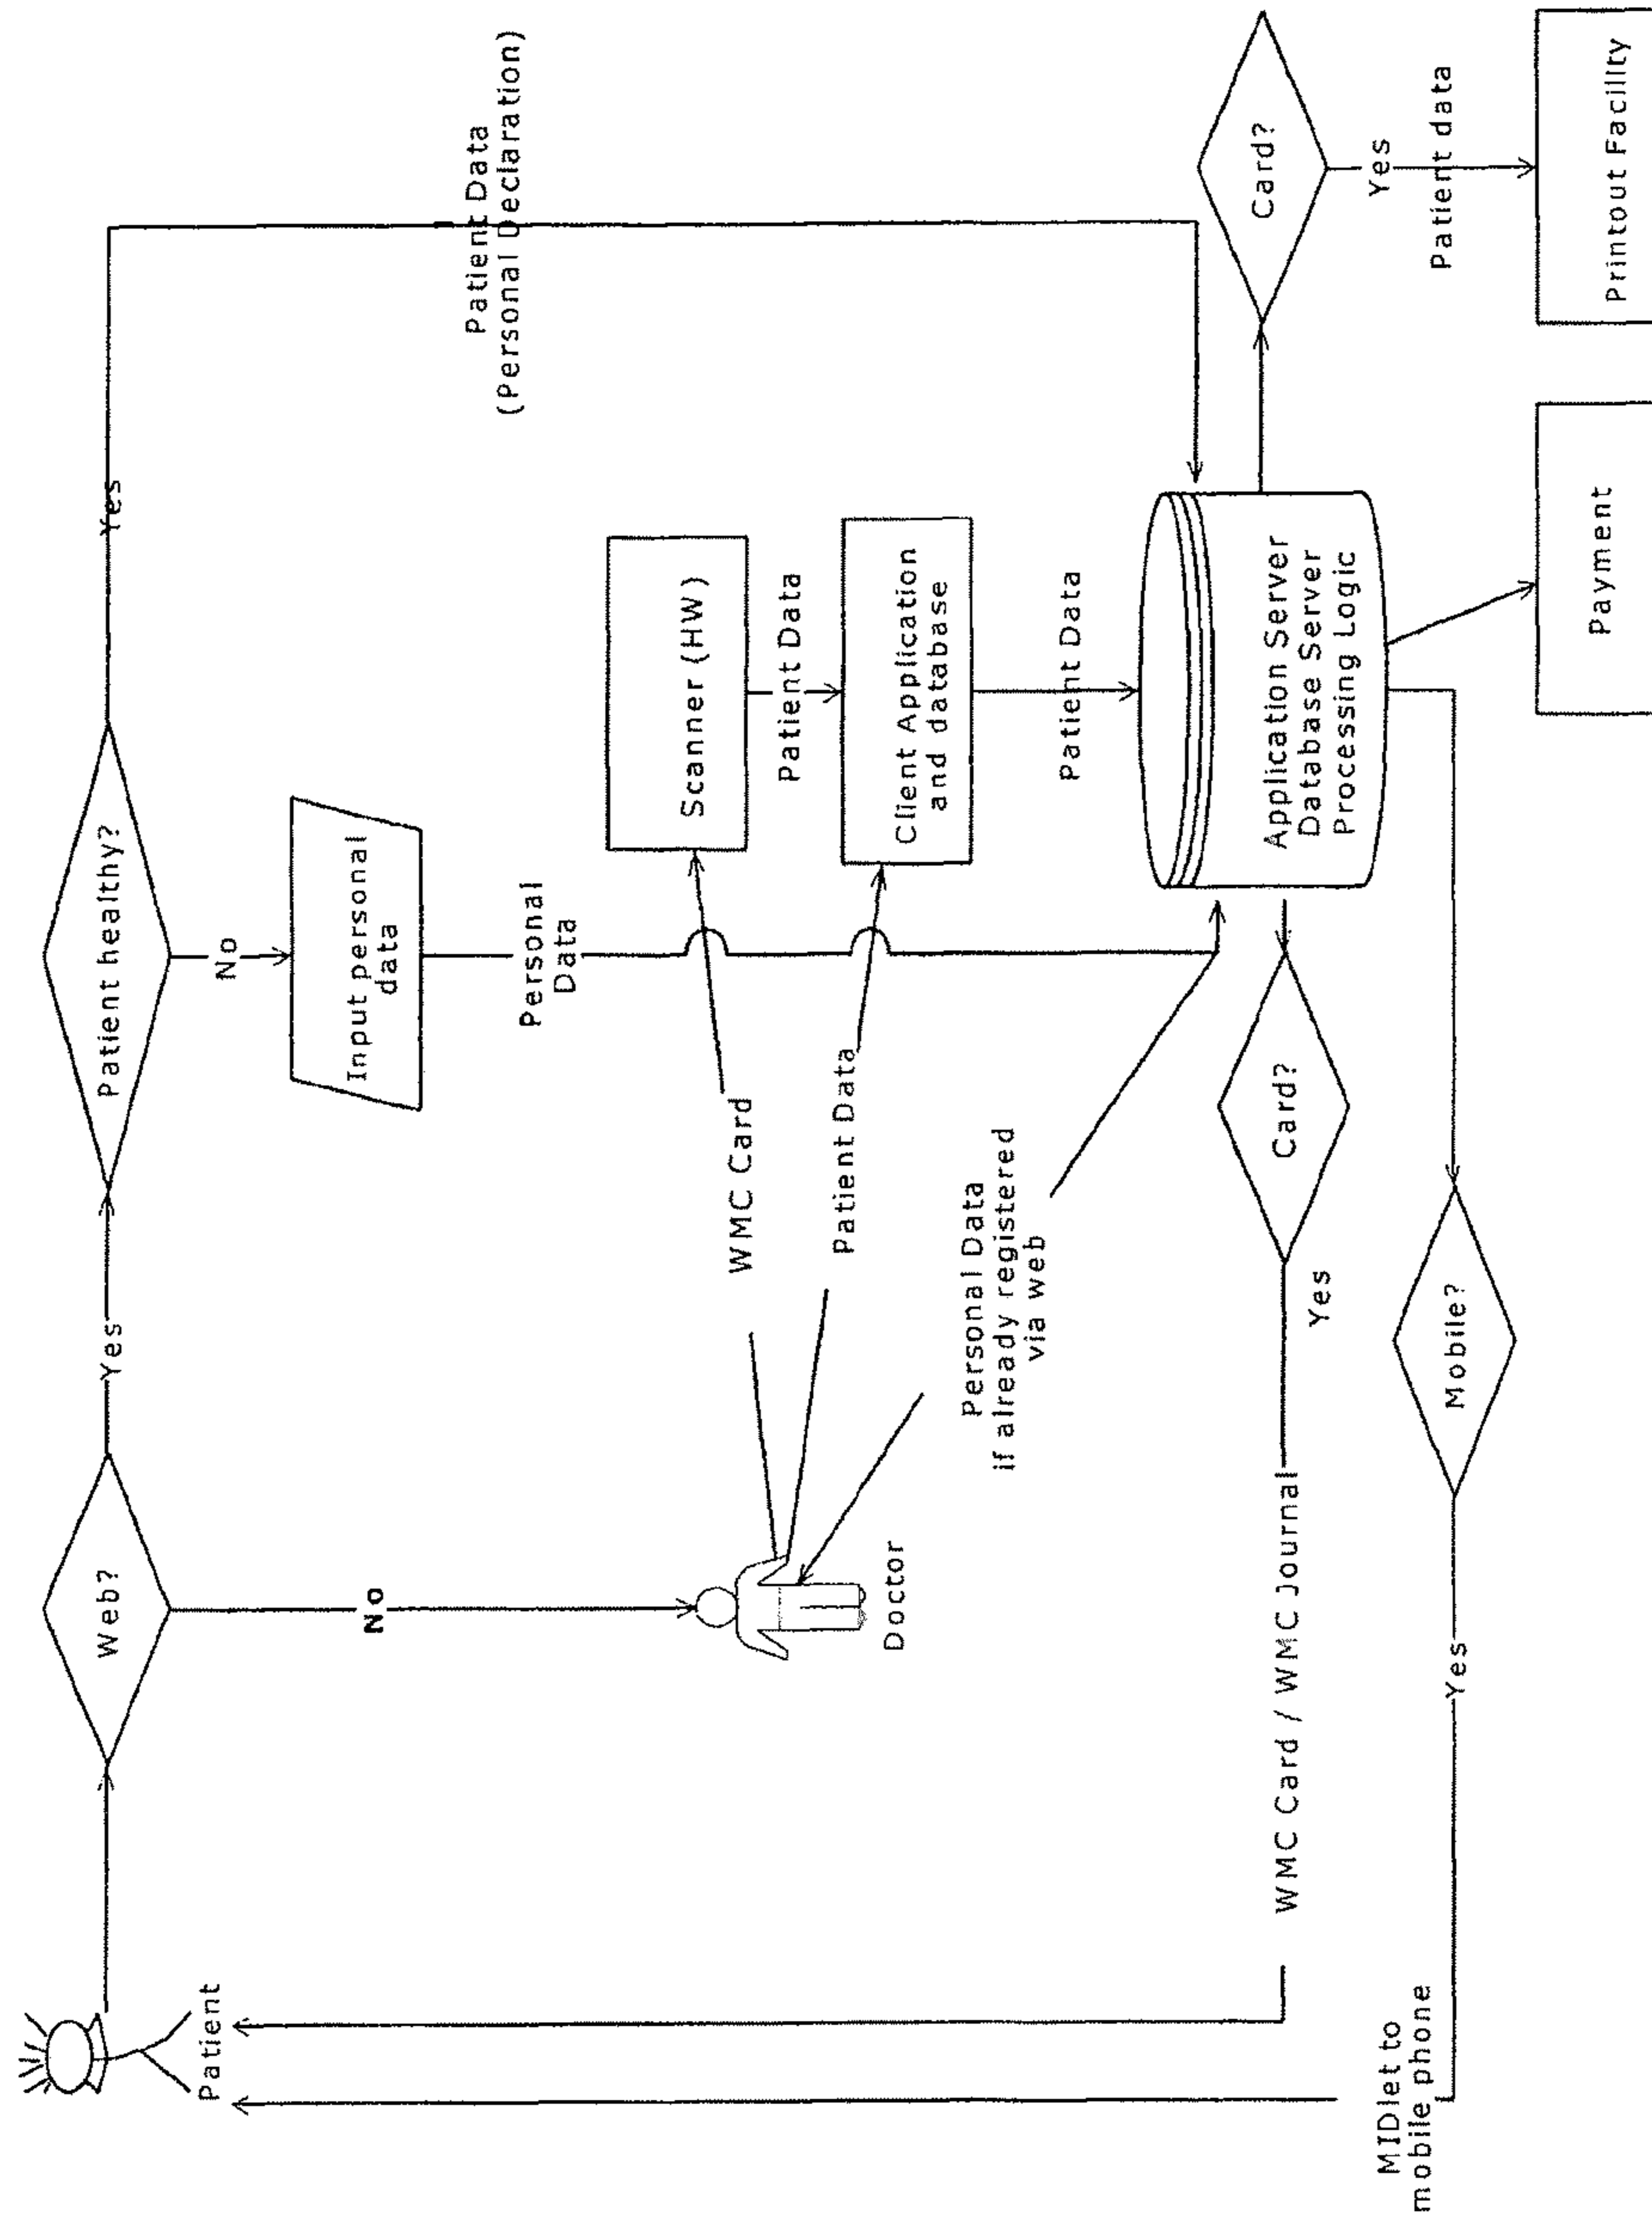 Patient
Web?
Yes
Patient healthy?
Yes
No
No
Input personal
data
Patient Data
(Personal Declaration)
Personal
Data
Scanner (HW)
Patient Data
WMC Card
Doctor
Patient Data
Client Application
and database
Personal Data
if already registered
via web
Patient Data
Application Server
Database Server
Processing Logic
Card?
Yes
WMC Card / WMC Journal
Card?
Yes
Patient data
MIDlet to
mobile phone
Yes
Mobile?
Payment
Printout Facility